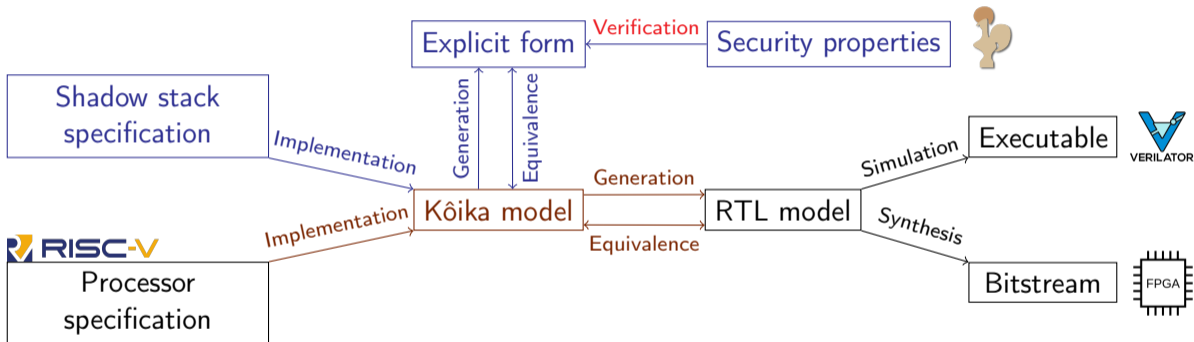 Verification
Explicit form
Security properties
Shadow stack
specification
Implementation
Generation
Equivalence
Executable
VERILATOR
Simulation
Generation
Kôika model
RTL model
Equivalence
Implementation
Synthesis
RISC-V
Processor
specification
Bitstream
FPGA